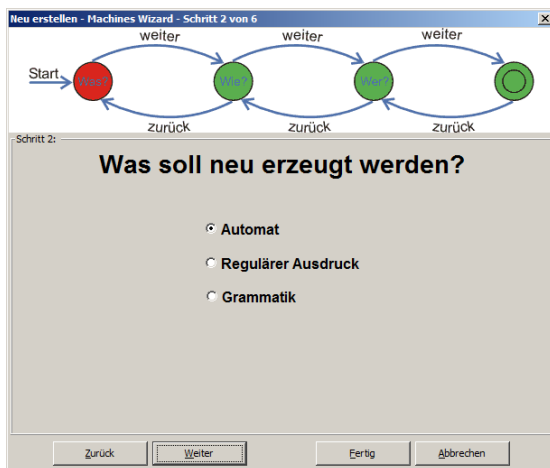 Neu erstellen - Machines Wizard - Schritt 2 von 6
weiter weiter weiter
Start Was? Wie? Wer?
zurück zurück zurück
Schritt 2:
Was soll neu erzeugt werden?
Automat
Regulärer Ausdruck
Grammatik
Zurück Weiter Fertig Abbrechen